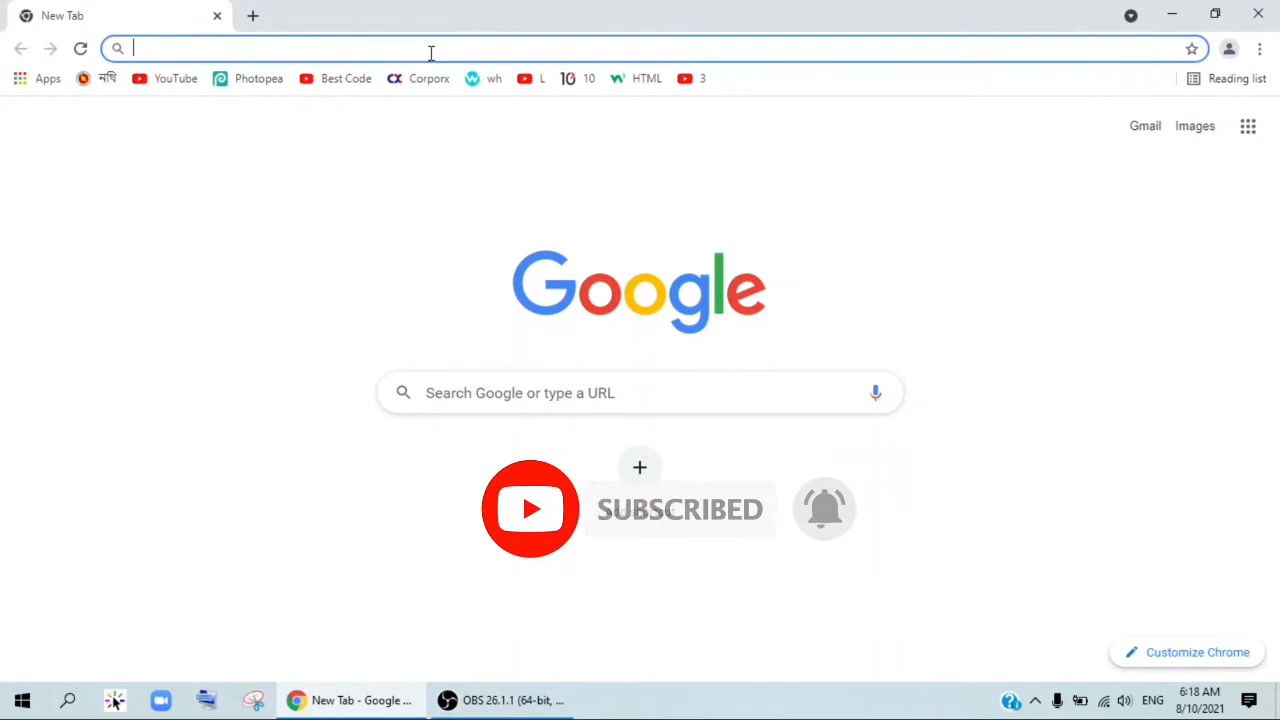 New Tab
Apps নথি YouTube Photopea Best Code CX Corporx wh L 10 10 HTML 3 Reading list
Gmail Images
Google
Search Google or type a URL
SUBSCRIBED
Customize Chrome
New Tab - Google ... OBS 26.1.1 (64-bit, ... ENG 6:18 AM
8/10/2021